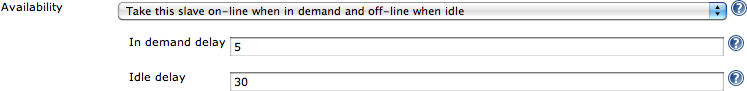 Availability Take this slave on-line when in demand and off-line when idle ?
In demand delay 5 ?
Idle delay 30 ?